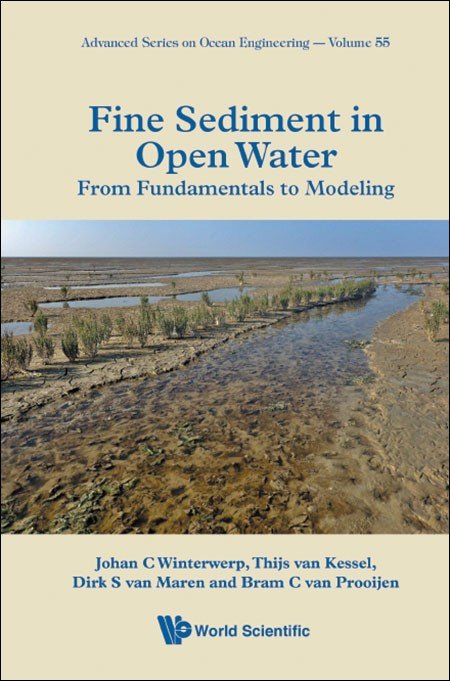 Advanced Series on Ocean Engineering — Volume 55
Fine Sediment in
Open Water
From Fundamentals to Modeling
Johan C Winterwerp, Thijs van Kessel,
Dirk S van Maren and Bram C van Prooijen
World Scientific